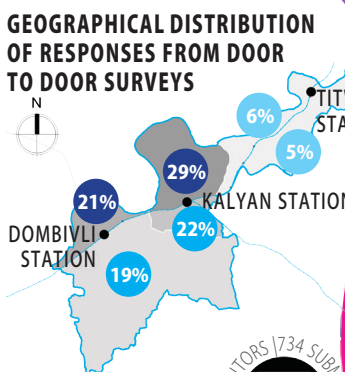 GEOGRAPHICAL DISTRIBUTION
OF RESPONSES FROM DOOR
TO DOOR SURVEYS
N
6%
5%
29%
21%
KALYAN STATION
22%
DOMBIVLI
STATION
19%
|734